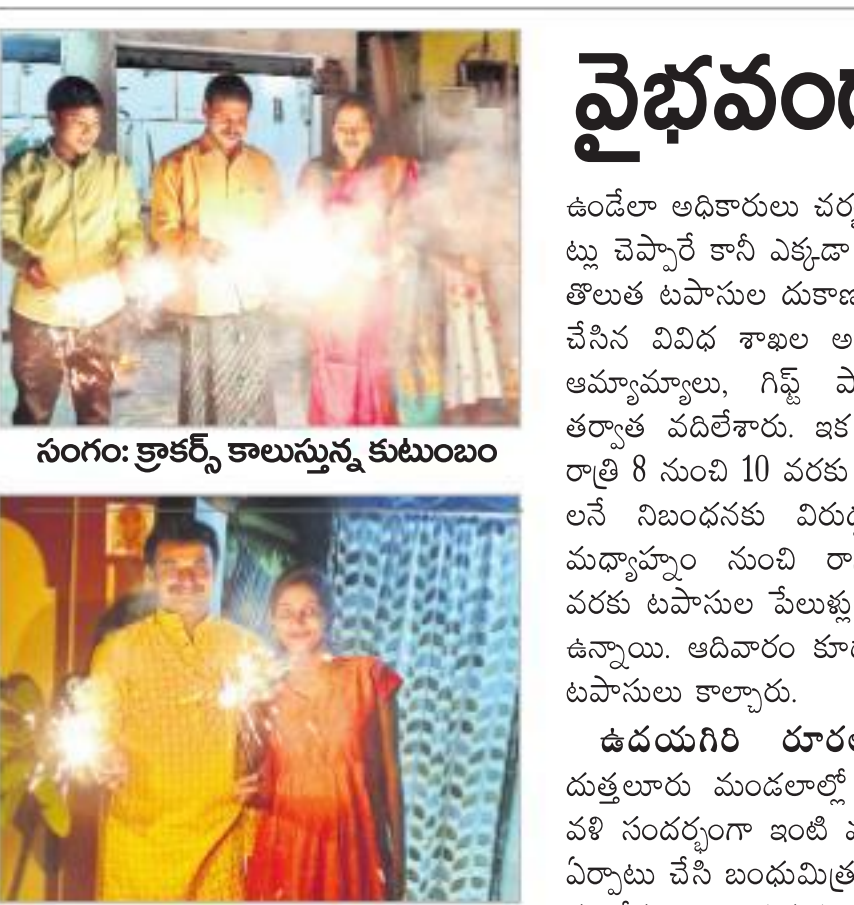 సంగం: క్రాకర్స్ కాలుస్తున్న కుటుంబం
ఉండేలా అధికారులు
ట్లు చెప్పారే కానీ ఎక్కడా
తొలుత టపాసుల
చేసిన వివిధ శాఖల
ఆమ్యామ్యాలు, గిఫ్ట్
తర్వాత వదిలేశారు. ఇక
రాత్రి 8 నుంచి 10 వరకు
లనే నిబంధనకు
మధ్యాహ్నం నుంచి
వరకు టపాసుల పేలుళ్లు
ఉన్నాయి. ఆదివారం
టపాసులు కాల్చారు.
ఉదయగిరి
దుత్తలూరు మండలాల్లో
వళి సందర్భంగా ఇంటి
ఏర్పాటు చేసి